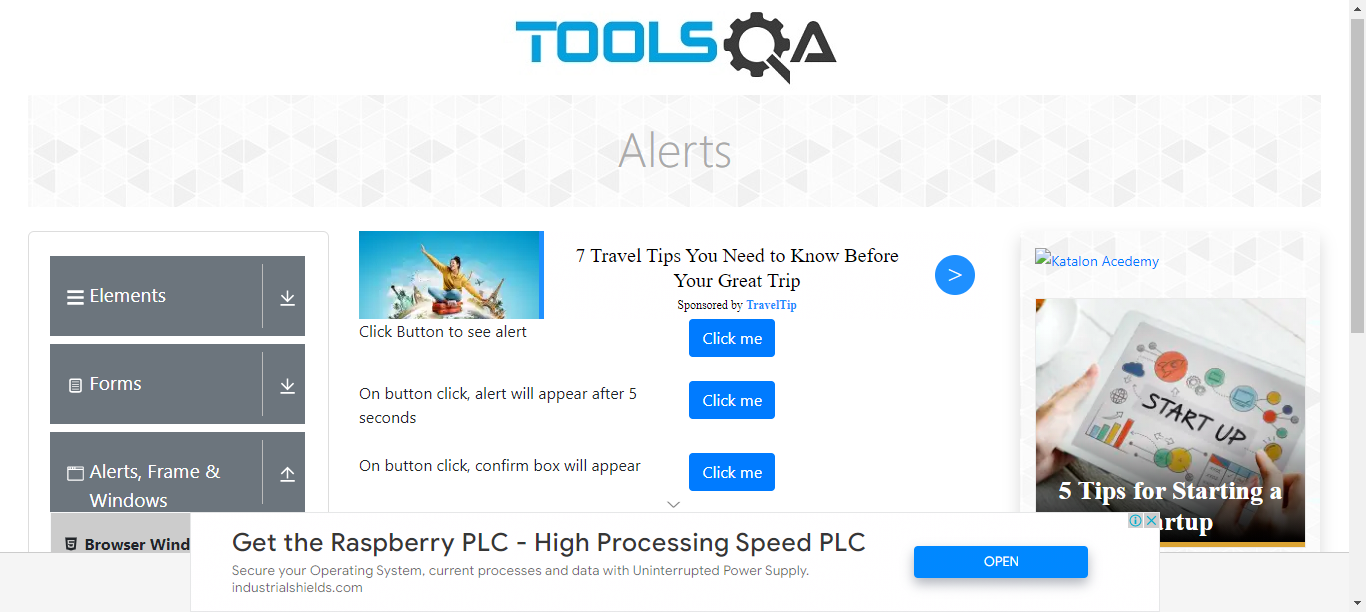 TOOLSQA
Alerts
Elements
Forms
Alerts, Frame &
Windows
Browser Wind
7 Travel Tips You Need to Know Before
Your Great Trip
Sponsored by TravelTip
>
Click Button to see alert
Click me
On button click, alert will appear after 5
seconds
Click me
On button click, confirm box will appear
Click me
Katalon Acedemy
START UP
5 Tips for Starting a
artup
Get the Raspberry PLC - High Processing Speed PLC
Secure your Operating System, current processes and data with Uninterrupted Power Supply.
industrialshields.com
OPEN